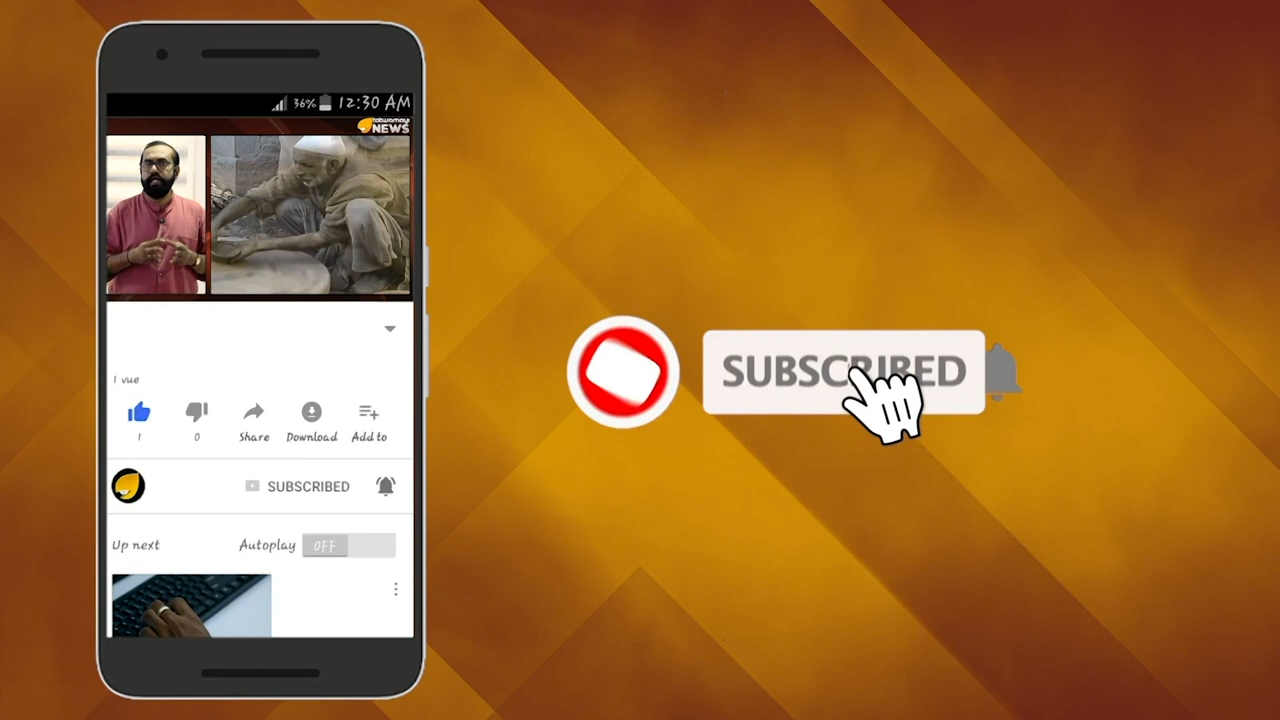 36% 12:30 AM
tatwamayi
NEWS
1 vue
1 0 Share Download Add to
SUBSCRIBED
Up next Autoplay OFF
SUBSCRIBED